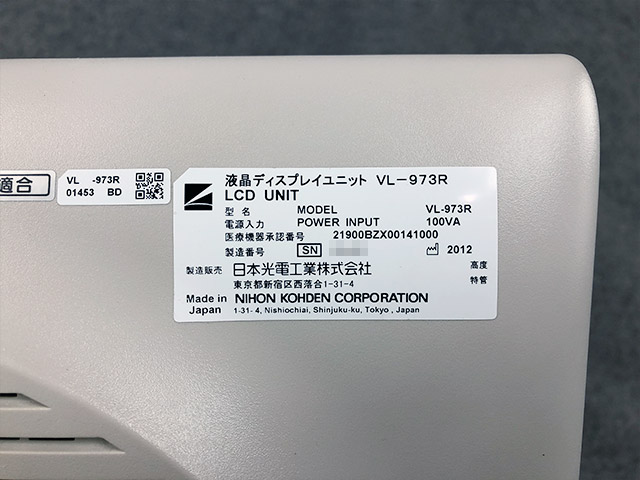 適合
VL -973R
01453 BD
液晶ディスプレイユニット VL-973R
LCD UNIT
型 名 MODEL VL-973R
電源入力 POWER INPUT 100VA
医療機器承認番号 21900BZX00141000
製造番号 SN 2012
製造販売 日本光電工業株式会社 高度
東京都新宿区西落合1-31-4 特管
Made in NIHON KOHDEN CORPORATION
Japan 1-31-4, Nishiochiai, Shinjuku-ku, Tokyo, Japan